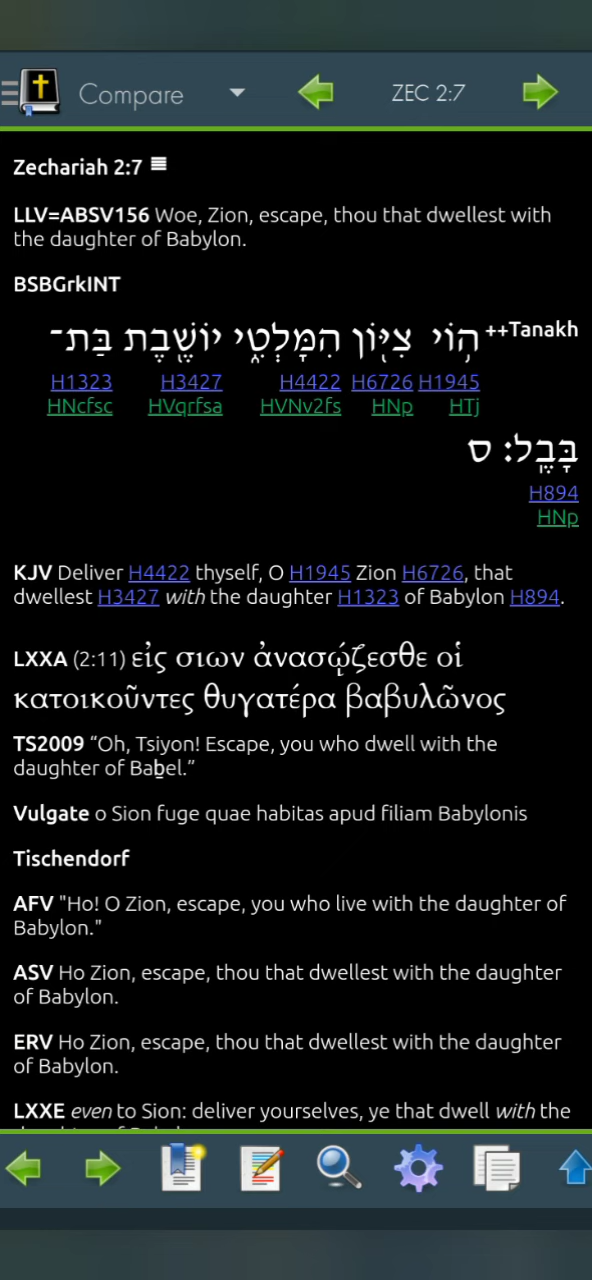 Compare
ZEC 2:7
Zechariah 2:7
LLV=ABSV156 Woe, Zion, escape, thou that dwellest with
the daughter of Babylon.
BSBGrkINT
++Tanakh ה֥וֹי צִיּ֖וֹן הִמָּלְטִ֑י יוֹשֶׁ֖בֶת בַּת־
H1323 H3427 H4422 H6726 H1945
HNcfsc HVqrfsa HVNv2fs HNp HTj
בָּבֶֽל׃ ס
H894
HNp
KJV Deliver H4422 thyself, O H1945 Zion H6726, that
dwellest H3427 with the daughter H1323 of Babylon H894.
LXXA (2:11) εἰς σιων ἀνασῴζεσθε οἱ
κατοικοῦντες θυγατέρα βαβυλῶνος
TS2009 “Oh, Tsiyon! Escape, you who dwell with the
daughter of Baḇel.”
Vulgate o Sion fuge quae habitas apud filiam Babylonis
Tischendorf
AFV "Ho! O Zion, escape, you who live with the daughter of
Babylon."
ASV Ho Zion, escape, thou that dwellest with the daughter
of Babylon.
ERV Ho Zion, escape, thou that dwellest with the daughter
of Babylon.
LXXE even to Sion: deliver yourselves, ye that dwell with the